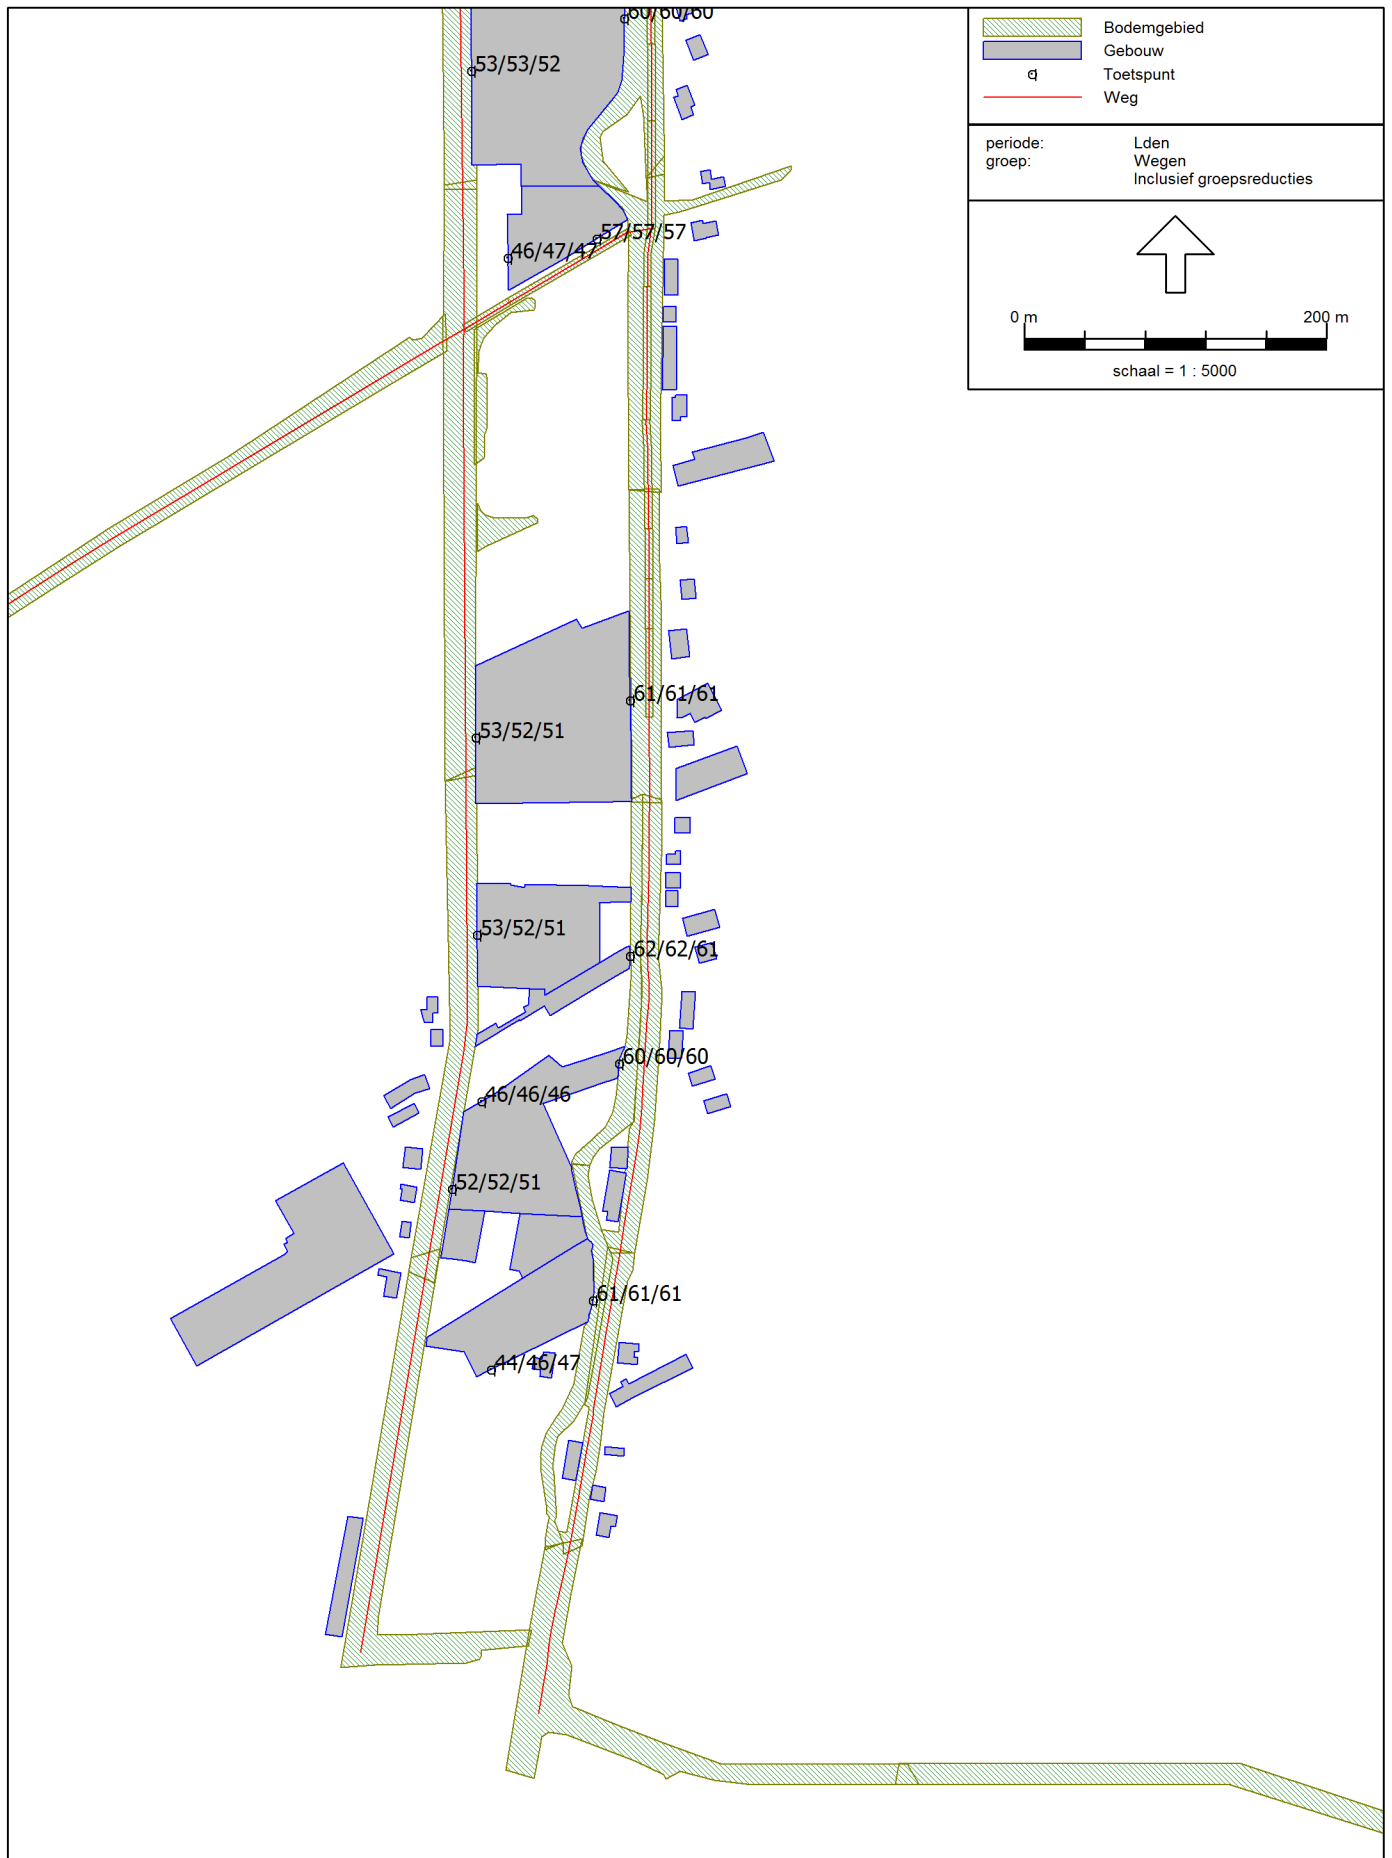 60/60/60
53/53/52
57/57/57
46/47/47
61/61/61
53/52/51
53/52/51
62/62/61
60/60/60
46/46/46
52/52/51
61/61/61
44/46/47
Bodemgebied
Gebouw
Toetspunt
Weg
periode: Lden
groep: Wegen
Inclusief groepsreducties
0 m 200 m
schaal = 1 : 5000